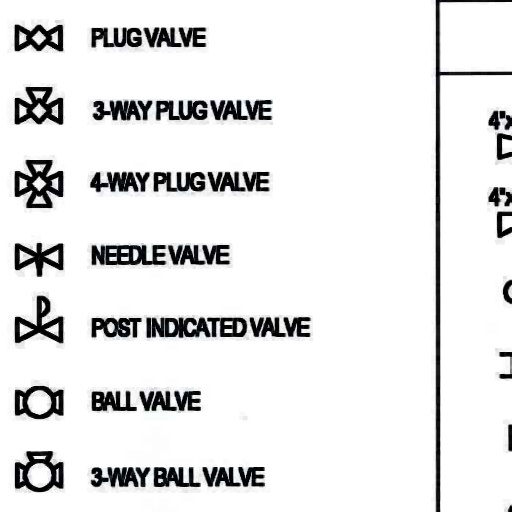 PLUG VALVE
3-WAY PLUG VALVE
4-WAY PLUG VALVE
NEEDLE VALVE
POST INDICATED VALVE
BALL VALVE
3-WAY BALL VALVE
4"x
4"x